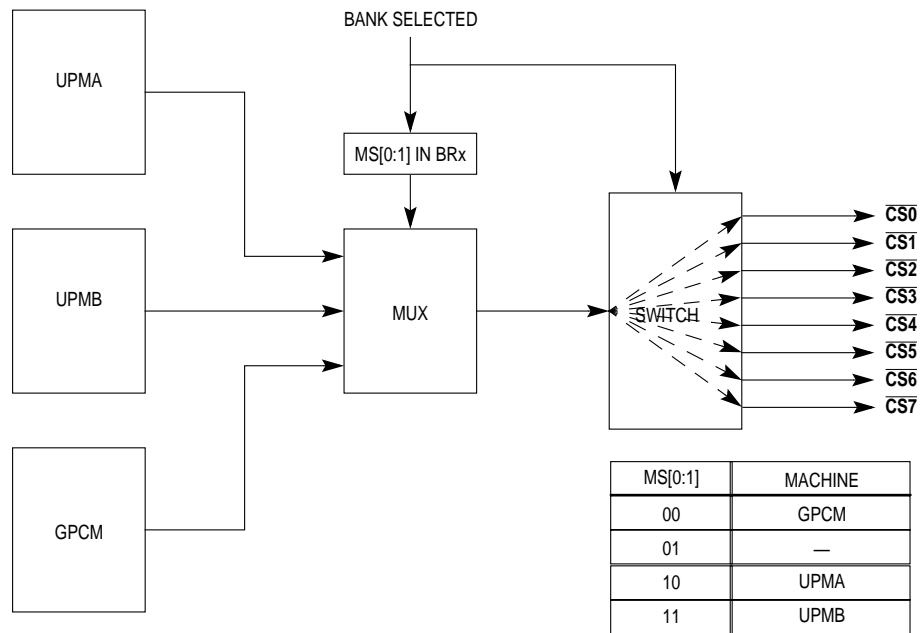 BANK SELECTED
UPMA
MS[0:1] IN BRx
UPMB
MUX
SWITCH
CS0
CS1
CS2
CS3
CS4
CS5
CS6
CS7
GPCM
MS[0:1] MACHINE
00 GPCM
01 —
10 UPMA
11 UPMB